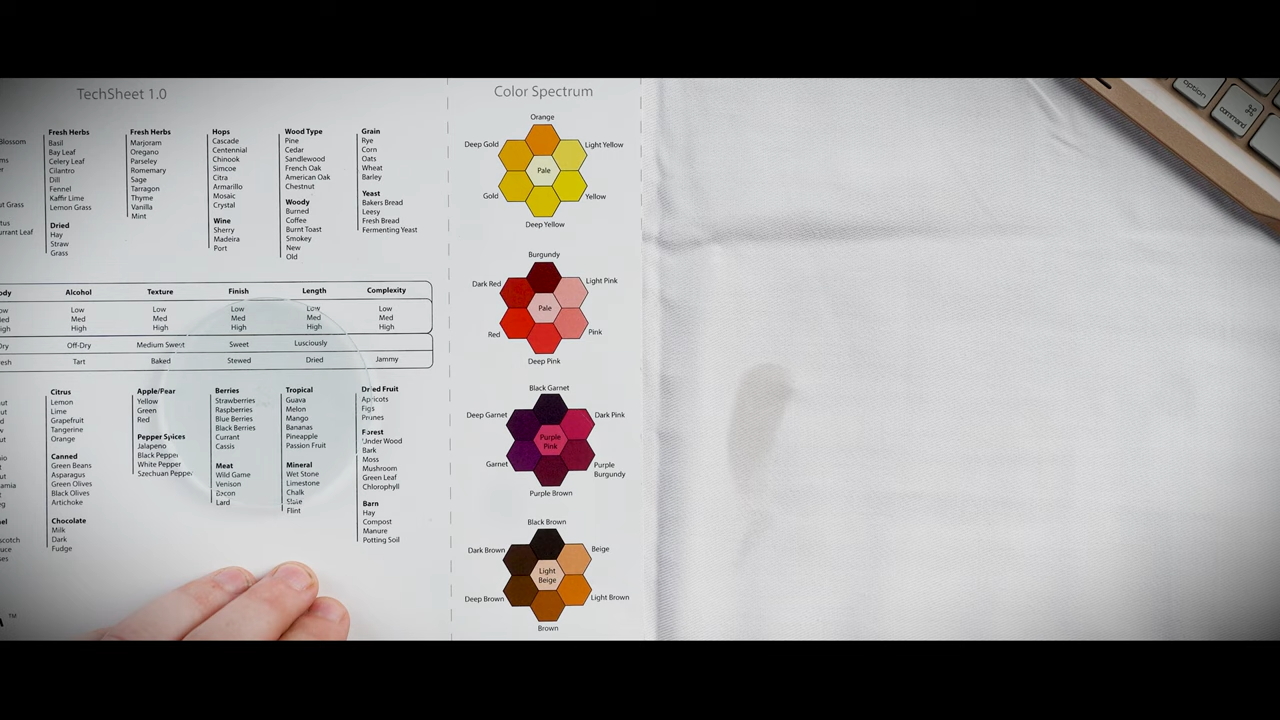 TechSheet 1.0
Color Spectrum
Blossom
Fresh Herbs
Basil
Bay Leaf
Celery Leaf
Cilantro
Dill
Fennel
Kaffir Lime
Lemon Grass
Dried
Hay
Straw
Grass
Fresh Herbs
Marjoram
Oregano
Parseley
Romemary
Sage
Tarragon
Thyme
Vanilla
Mint
Hops
Cascade
Centennial
Chinook
Simcoe
Citra
Armarillo
Mosaic
Crystal
Wine
Sherry
Madeira
Port
Wood Type
Pine
Cedar
Sandlewood
French Oak
American Oak
Chestnut
Woody
Burned
Coffee
Burnt Toast
Smokey
New
Old
Grain
Rye
Corn
Oats
Wheat
Barley
Yeast
Bakers Bread
Leesy
Fresh Bread
Fermenting Yeast
Alcohol Texture Finish Length Complexity
Low Low Low Low Low
Med Med Med Med Med
High High High High High
Off-Dry Medium Sweet Sweet Lusciously
Tart Baked Stewed Dried Jammy
Citrus
Lemon
Lime
Grapefruit
Tangerine
Orange
Canned
Green Beans
Asparagus
Green Olives
Black Olives
Artichoke
Chocolate
Milk
Dark
Fudge
Apple/Pear
Yellow
Green
Red
Pepper Spices
Jalapeno
Black Pepper
White Pepper
Szechuan Pepper
Berries
Strawberries
Raspberries
Blue Berries
Black Berries
Currant
Cassis
Meat
Wild Game
Venison
Bacon
Lard
Tropical
Guava
Melon
Mango
Bananas
Pineapple
Passion Fruit
Mineral
Wet Stone
Limestone
Chalk
Slate
Flint
Dried Fruit
Apricots
Figs
Prunes
Forest
Under Wood
Bark
Moss
Mushroom
Green Leaf
Chlorophyll
Barn
Hay
Compost
Manure
Potting Soil
Orange
Deep Gold
Light Yellow
Pale
Gold
Yellow
Deep Yellow
Burgundy
Dark Red
Light Pink
Pale
Red
Pink
Deep Pink
Black Garnet
Deep Garnet
Dark Pink
Purple
Pink
Garnet
Purple
Burgundy
Purple Brown
Black Brown
Dark Brown
Beige
Light
Beige
Deep Brown
Light Brown
Brown
option
command